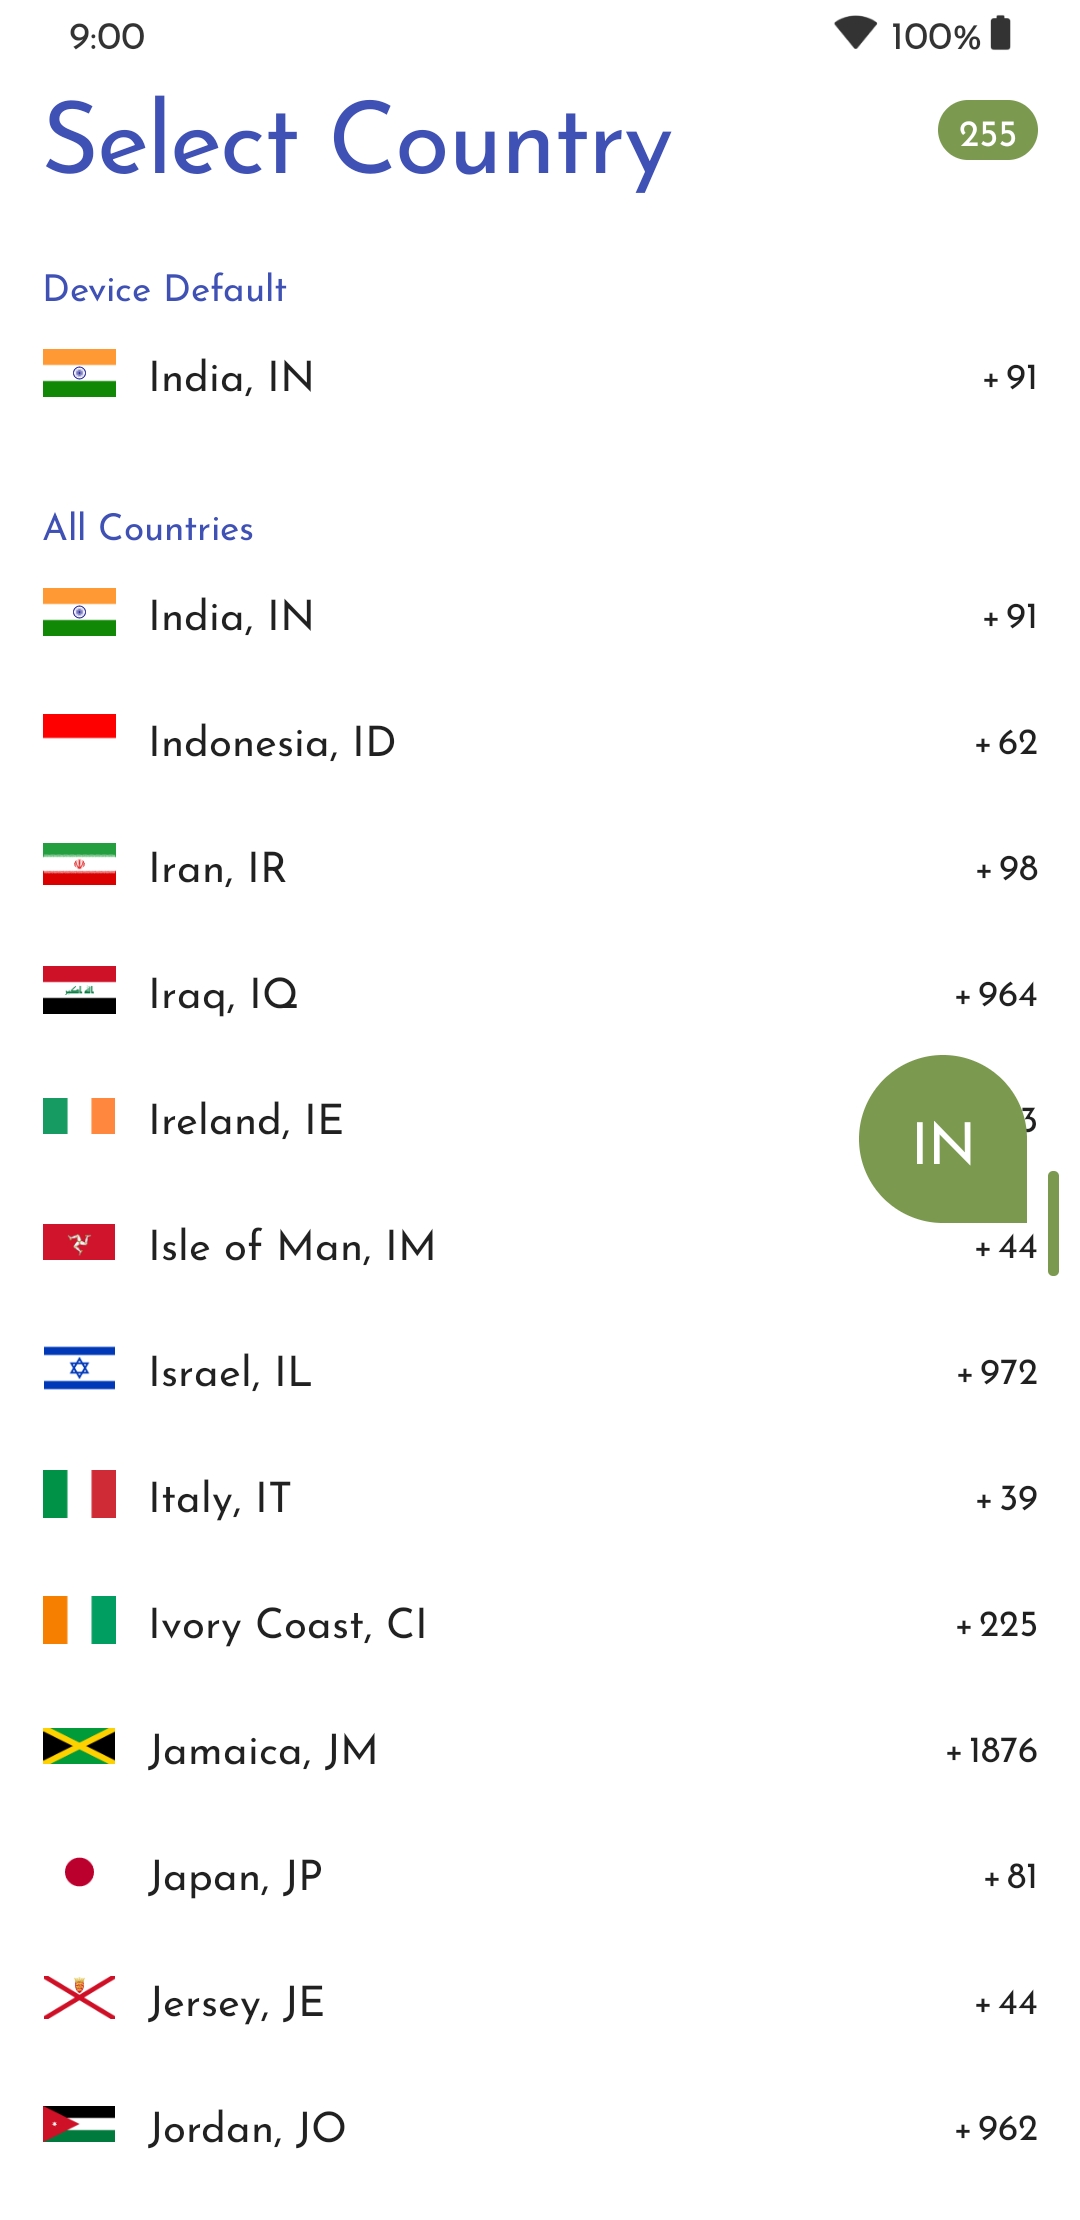 9:00 100%
Select Country 255
Device Default
India, IN +91
All Countries
India, IN +91
Indonesia, ID +62
Iran, IR +98
Iraq, IQ +964
Ireland, IE 3
IN
Isle of Man, IM +44
Israel, IL +972
Italy, IT +39
Ivory Coast, CI +225
Jamaica, JM +1876
Japan, JP +81
Jersey, JE +44
Jordan, JO +962